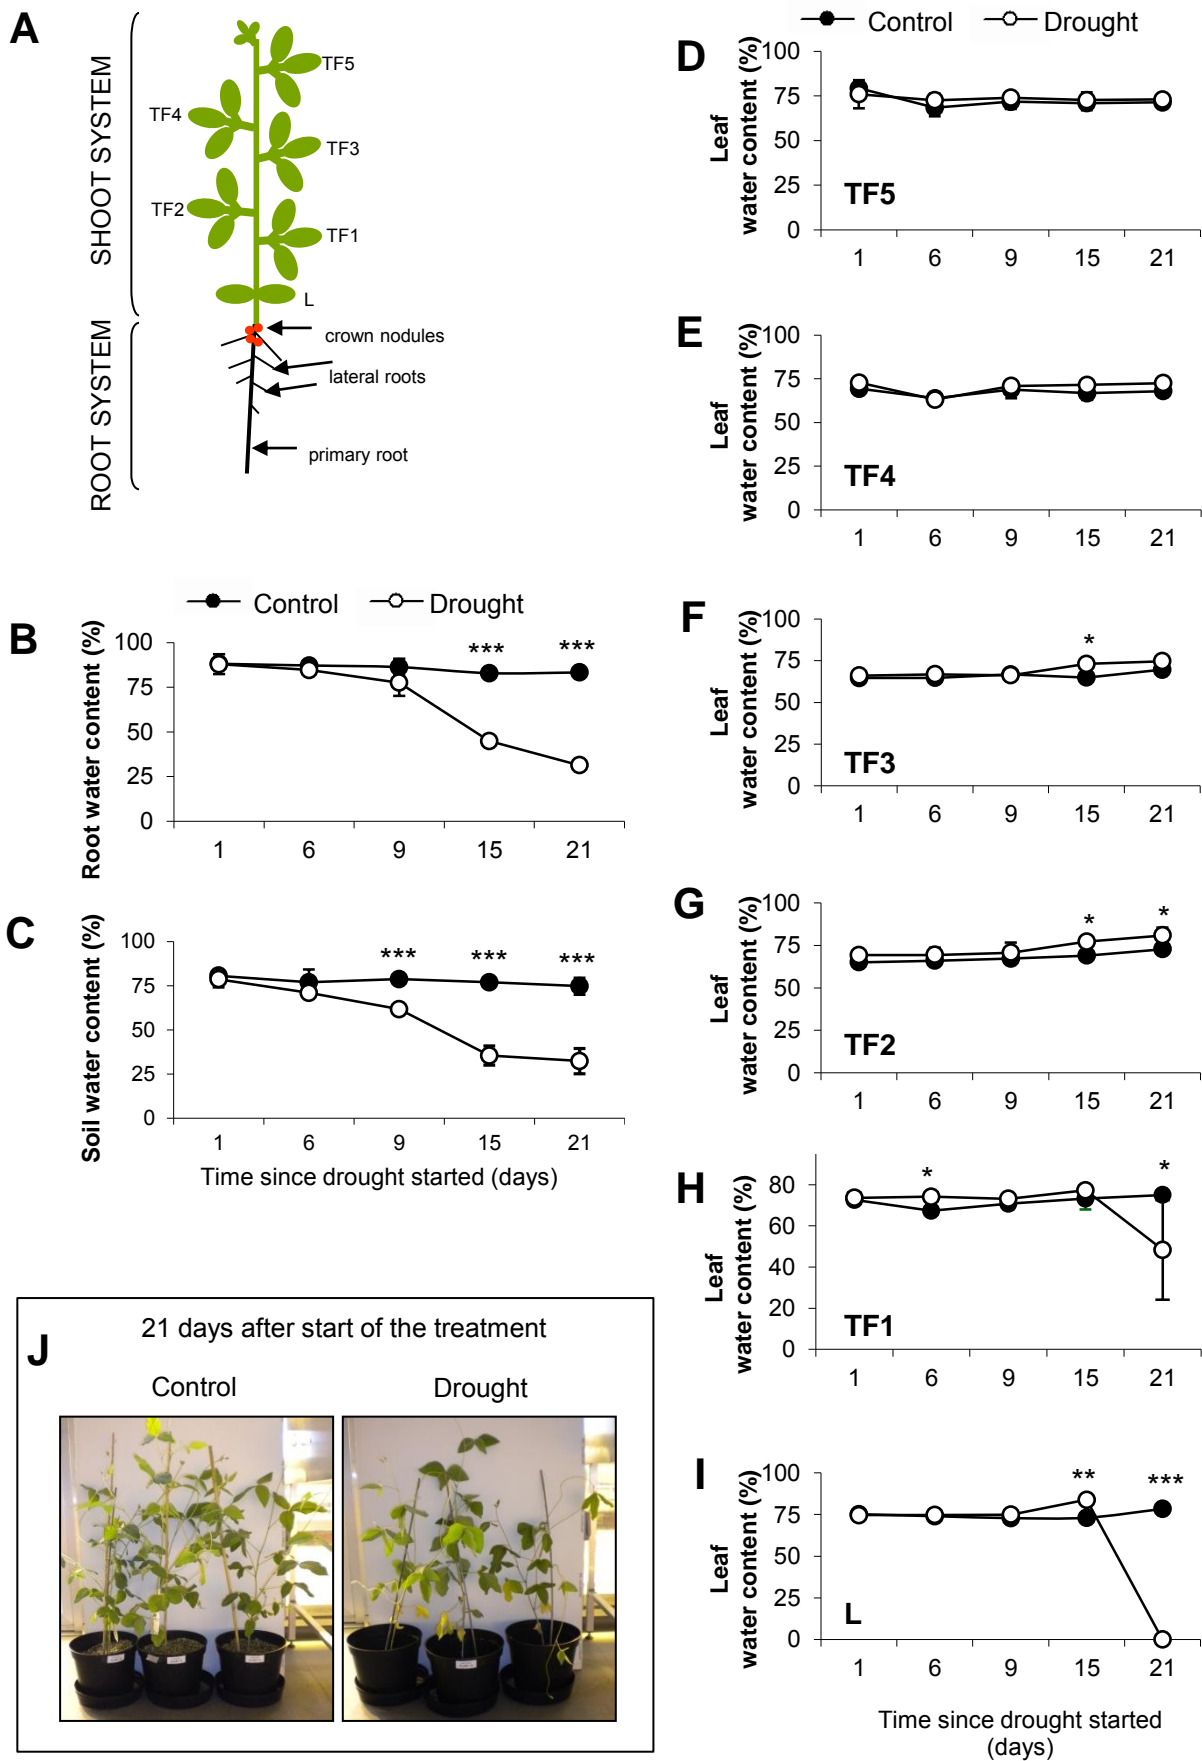 A
SHOOT SYSTEM
ROOT SYSTEM
TF5
TF4
TF3
TF2
TF1
L
crown nodules
lateral roots
primary root
Control
Drought
B
Root water content (%)
100
75
50
25
0
***
***
1 6 9 15 21
C
Soil water content (%)
100
75
50
25
0
***
***
***
1 6 9 15 21
Time since drought started (days)
Control
Drought
D
Leaf
water content (%)
100
75
50
25
0
TF5
1 6 9 15 21
E
Leaf
water content (%)
100
75
50
25
0
TF4
1 6 9 15 21
F
Leaf
water content (%)
100
75
50
25
0
*
TF3
1 6 9 15 21
G
Leaf
water content (%)
100
75
50
25
0
*
*
TF2
1 6 9 15 21
H
Leaf
water content (%)
80
60
40
20
0
*
*
TF1
1 6 9 15 21
I
Leaf
water content (%)
100
75
50
25
0
**
***
L
1 6 9 15 21
Time since drought started
(days)
J
21 days after start of the treatment
Control
Drought